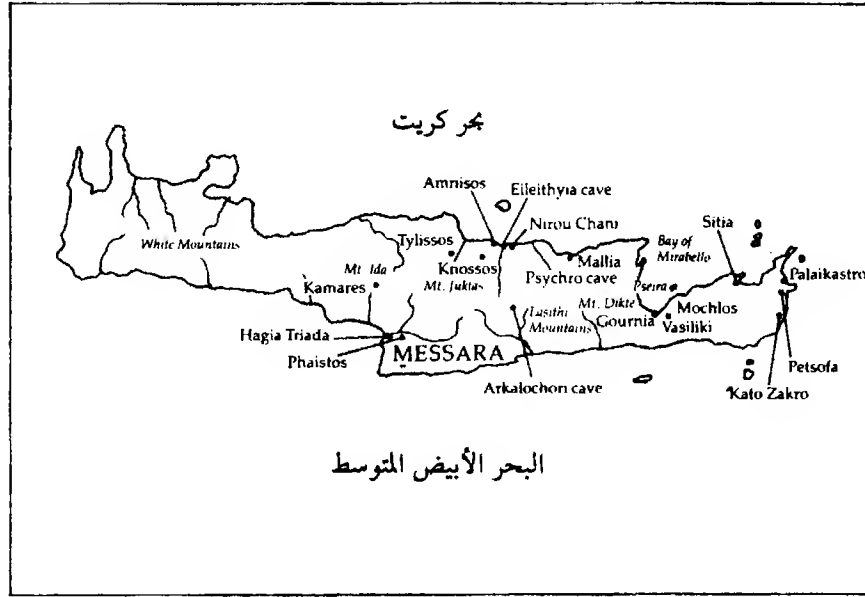 بحر كريت
Amnisos
Eileithyia cave
Nirou Chani
Sitia
Bay of
Mirabello
White Mountains
Tylissos
Knossos
Mallia
Palaikastro
Mt. Ida
Psychro cave
Kamares
Mt. Juktas
Pseira
Mt. Dikte
Mochlos
Lasithi
Mountains
Gournia
Vasiliki
Hagia Triada
Phaistos
MESSARA
Petsofa
Arkalochori cave
Kato Zakro
البحر الأبيض المتوسط